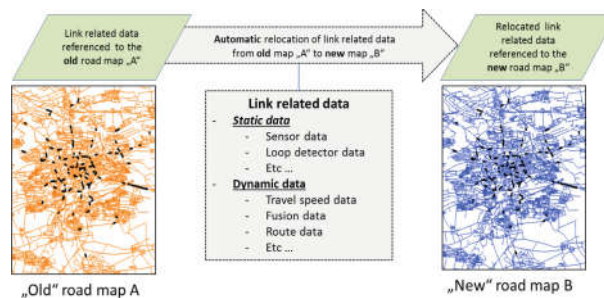 Link related data
referenced to the
old road map „A“
Automatic relocation of link related data
from old map „A“ to new map „B“
Relocated link
related data
referenced to the
new road map „B“
Link related data
- Static data
- Sensor data
- Loop detector data
- Etc ...
- Dynamic data
- Travel speed data
- Fusion data
- Route data
- Etc ...
„Old“ road map A
„New“ road map B